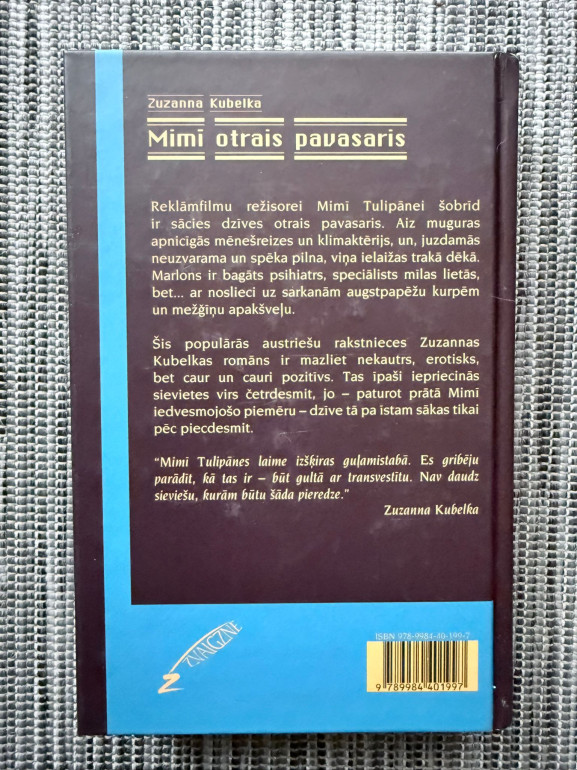 Zuzanna Kubelka
Mimī otrais pavasaris
Reklāmfilmu režisorei Mimī Tulipānei šobrīd
ir sācies dzīves otrais pavasaris. Aiz muguras
apnicīgās mēnešreizes un klimaktērijs, un, juzdamās
neuzvarama un spēka pilna, viņa ielaižas trakā dēkā.
Marlons ir bagāts psihiatrs, speciālists mīlas lietās,
bet... ar noslieci uz sarkanām augstpapēžu kurpēm
un mežģīņu apakšveļu.
Šis populārās austriešu rakstnieces Zuzannas
Kubelkas romāns ir mazliet nekautrs, erotisks,
bet caur un cauri pozitīvs. Tas īpaši iepriecinās
sievietes virs četrdesmit, jo – paturot prātā Mimī
iedvesmojošo piemēru – dzīve tā pa īstam sākas tikai
pēc piecdesmit.
“Mimī Tulipānes laime izšķiras guļamistabā. Es gribēju
parādīt, kā tas ir – būt gultā ar transvestītu. Nav daudz
sieviešu, kurām būtu šāda pieredze.”
Zuzanna Kubelka
ZVAIGZNE
ISBN 978-9984-40-199-7
9 789984 401997